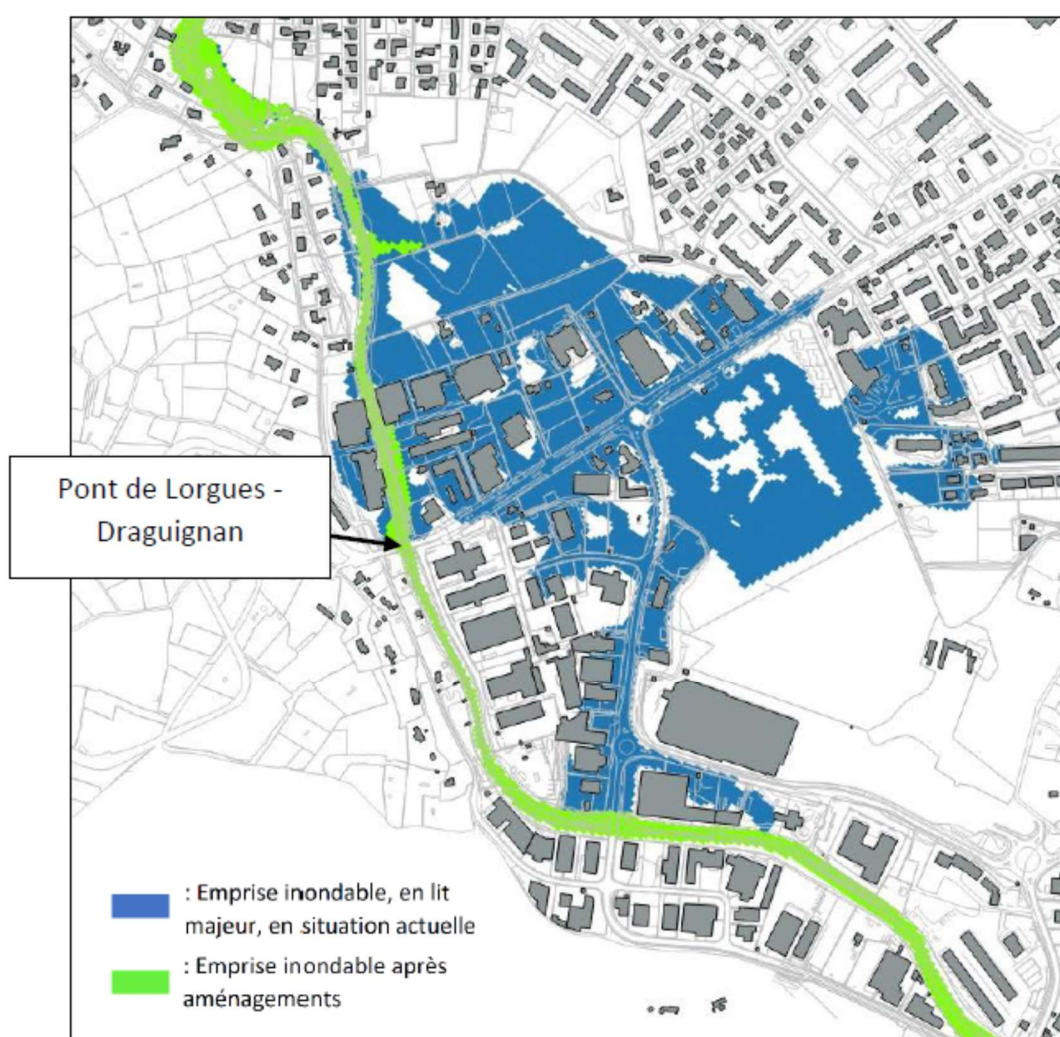 Pont de Lorgues -
Draguignan
: Emprise inondable, en lit
majeur, en situation actuelle
: Emprise inondable après
aménagements